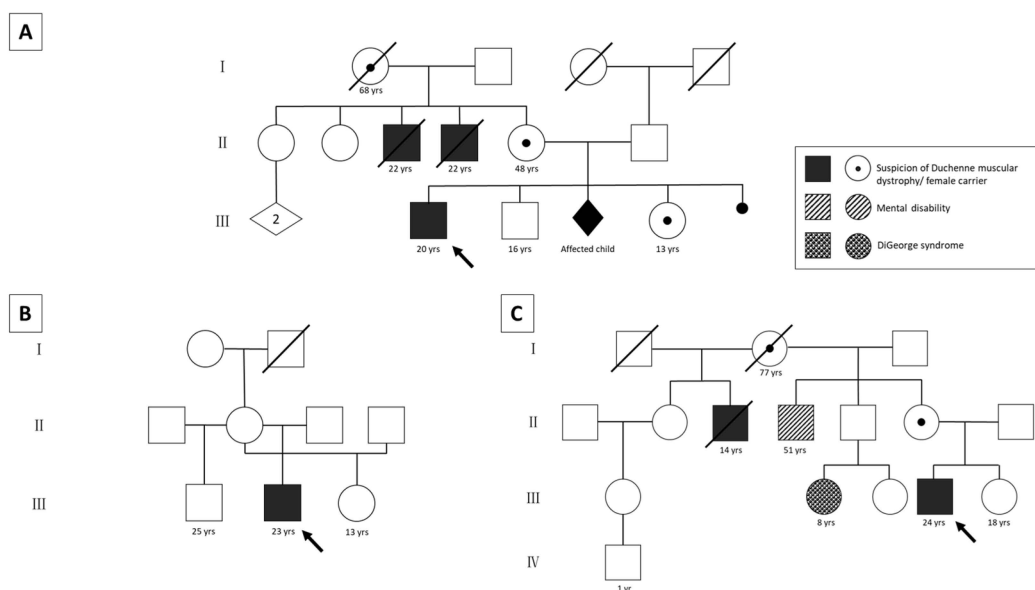 A
I
68 yrs
II
22 yrs 22 yrs 48 yrs
III
2
20 yrs 16 yrs Affected child 13 yrs
Suspicion of Duchenne muscular
dystrophy/ female carrier
Mental disability
DiGeorge syndrome
B
I
II
III
25 yrs 23 yrs 13 yrs
C
I
77 yrs
II
14 yrs 51 yrs
III
8 yrs 24 yrs 18 yrs
IV
1 yr